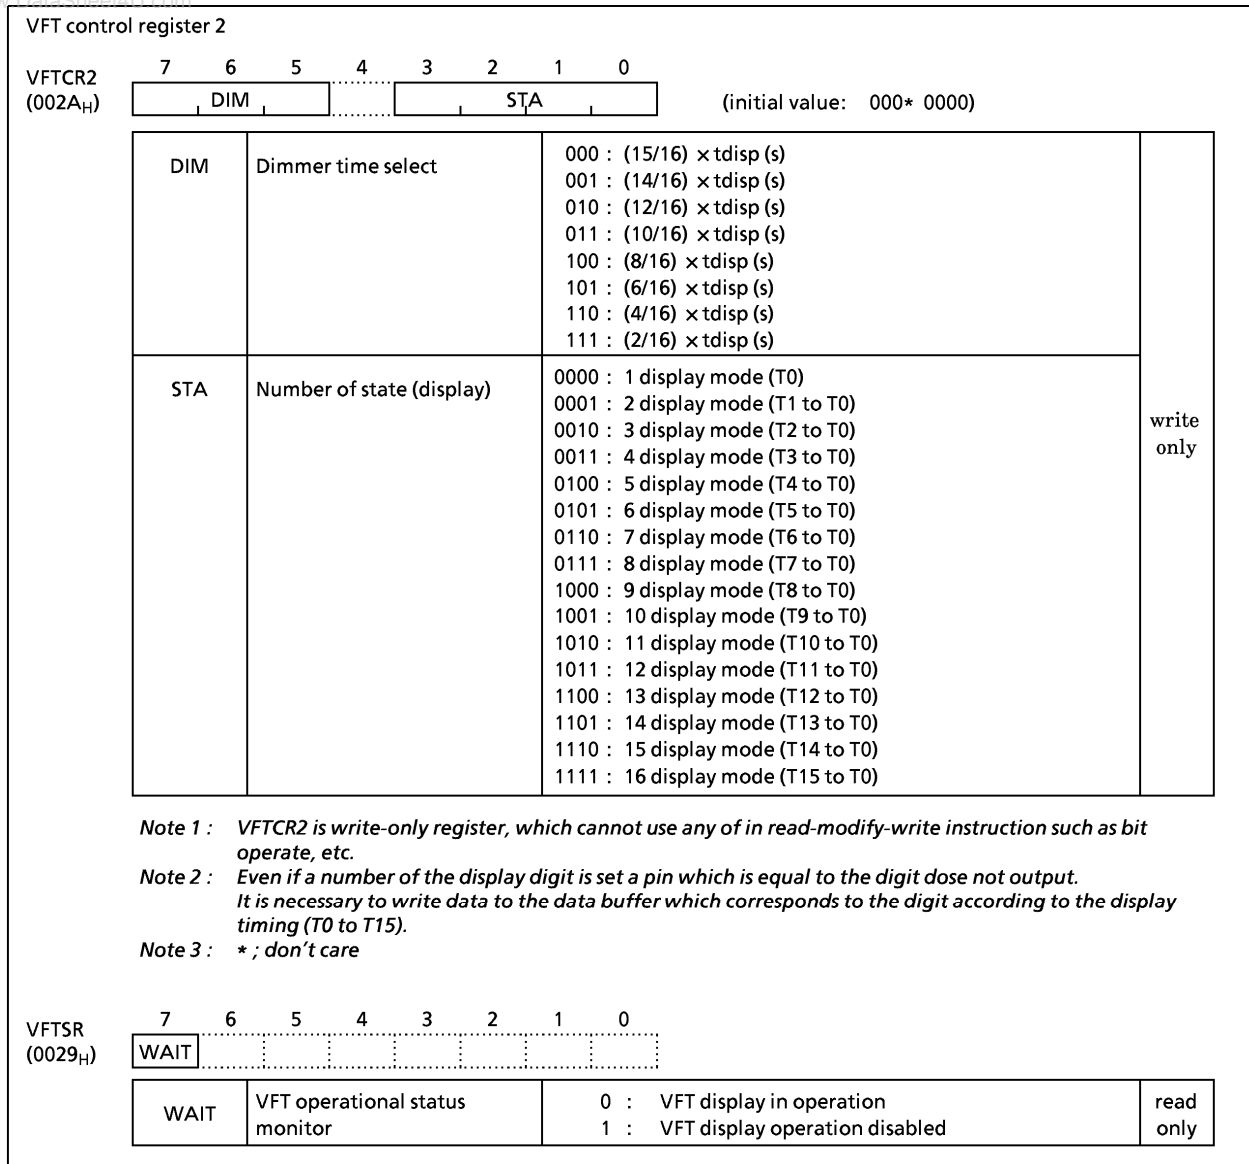 VFT control register 2
7 6 5 4 3 2 1 0
VFTCR2
(002AH)
DIM STA (initial value: 000* 0000)
DIM Dimmer time select
000 : (15/16) × tdisp (s)
001 : (14/16) × tdisp (s)
010 : (12/16) × tdisp (s)
011 : (10/16) × tdisp (s)
100 : (8/16) × tdisp (s)
101 : (6/16) × tdisp (s)
110 : (4/16) × tdisp (s)
111 : (2/16) × tdisp (s)
STA Number of state (display)
0000 : 1 display mode (T0)
0001 : 2 display mode (T1 to T0)
0010 : 3 display mode (T2 to T0)
0011 : 4 display mode (T3 to T0)
0100 : 5 display mode (T4 to T0)
0101 : 6 display mode (T5 to T0)
0110 : 7 display mode (T6 to T0)
0111 : 8 display mode (T7 to T0)
1000 : 9 display mode (T8 to T0)
1001 : 10 display mode (T9 to T0)
1010 : 11 display mode (T10 to T0)
1011 : 12 display mode (T11 to T0)
1100 : 13 display mode (T12 to T0)
1101 : 14 display mode (T13 to T0)
1110 : 15 display mode (T14 to T0)
1111 : 16 display mode (T15 to T0)
write
only
Note 1 : VFTCR2 is write-only register, which cannot use any of in read-modify-write instruction such as bit
operate, etc.
Note 2 : Even if a number of the display digit is set a pin which is equal to the digit dose not output.
It is necessary to write data to the data buffer which corresponds to the digit according to the display
timing (T0 to T15).
Note 3 : * ; don't care
7 6 5 4 3 2 1 0
VFTSR
(0029H)
WAIT
WAIT
VFT operational status
monitor
0 : VFT display in operation
1 : VFT display operation disabled
read
only